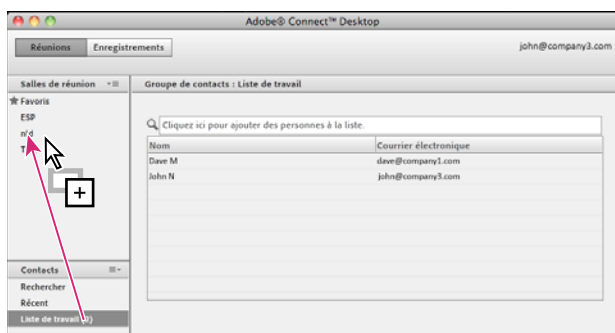 Adobe® Connect™ Desktop
Réunions Enregistrements john@company3.com
Salles de réunion Groupe de contacts : Liste de travail
Favoris
ESP
Cliquez ici pour ajouter des personnes à la liste.
Nom Courrier électronique
Dave M dave@company1.com
John N john@company3.com
Contacts
Rechercher
Récent
Liste de travail